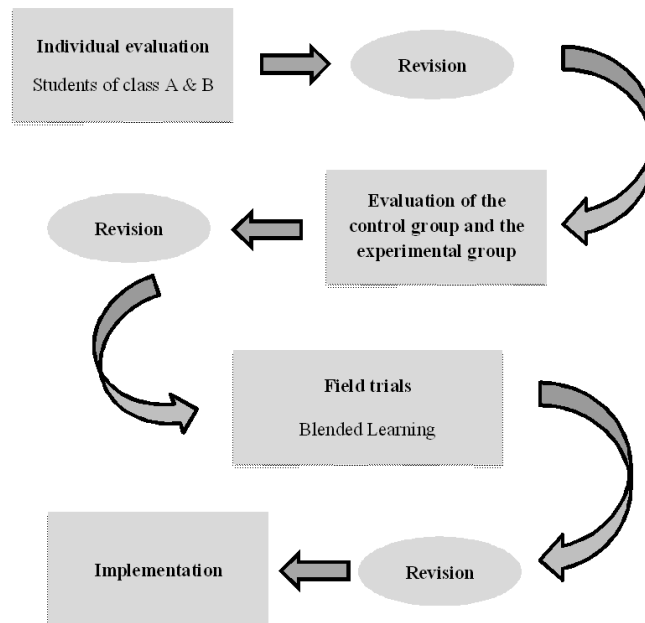 Individual evaluation
Students of class A & B
Revision
Evaluation of the
control group and the
experimental group
Revision
Field trials
Blended Learning
Revision
Implementation